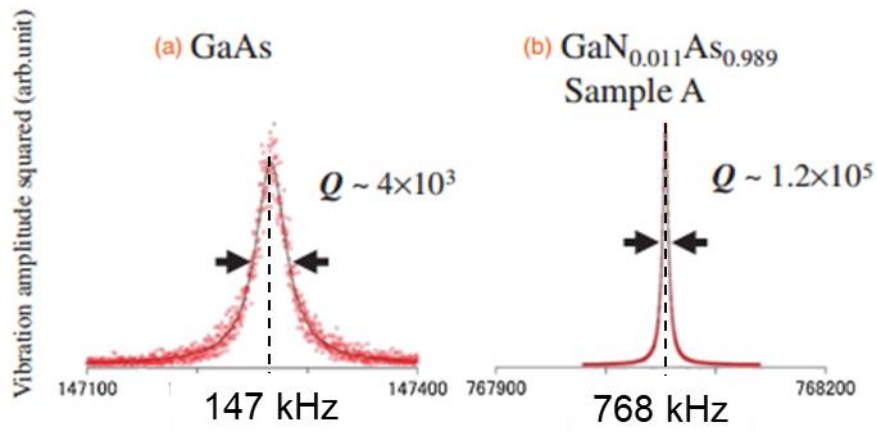 Vibration amplitude squared (arb.unit)
(a) GaAs
Q ~ 4×10³
147100
147400
147 kHz
(b) GaN₀.₀₁₁As₀.₉₈₉
Sample A
Q ~ 1.2×10⁵
767900
768200
768 kHz